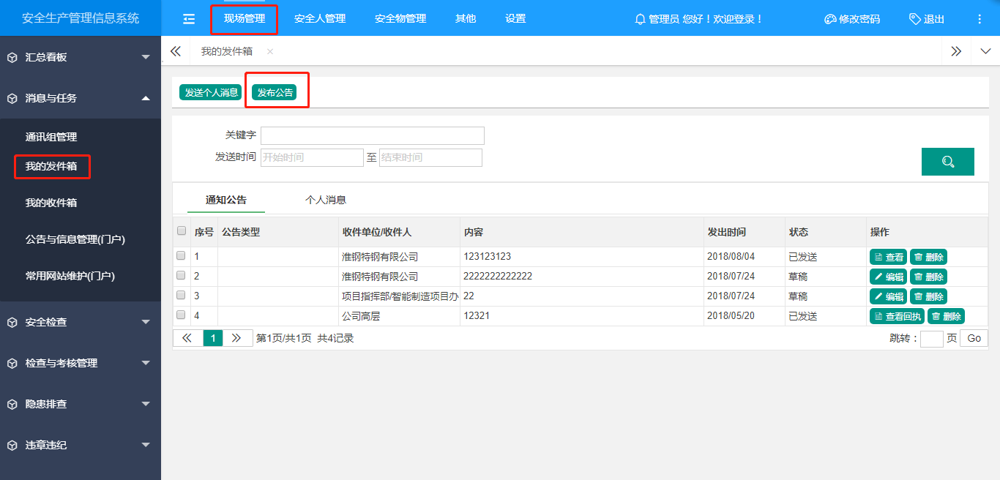 安全生产管理信息系统
现场管理 安全人管理 安全物管理 其他 设置 管理员 您好！欢迎登录！ 修改密码 退出
汇总看板
消息与任务
通讯组管理
我的发件箱
我的收件箱
公告与信息管理(门户)
常用网站维护(门户)
安全检查
检查与考核管理
隐患排查
违章违纪
我的发件箱 ×
发送个人消息 发布公告
关键字
发送时间 开始时间 至 结束时间
通知公告 个人消息
序号 公告类型 收件单位/收件人 内容 发出时间 状态 操作
1 淮钢特钢有限公司 123123123 2018/08/04 已发送 查看 删除
2 淮钢特钢有限公司 2222222222222 2018/07/24 草稿 编辑 删除
3 项目指挥部/智能制造项目办 22 2018/07/24 草稿 编辑 删除
4 公司高层 12321 2018/05/20 已发送 查看回执 删除
1 第1页/共1页 共4记录 跳转： 页 Go